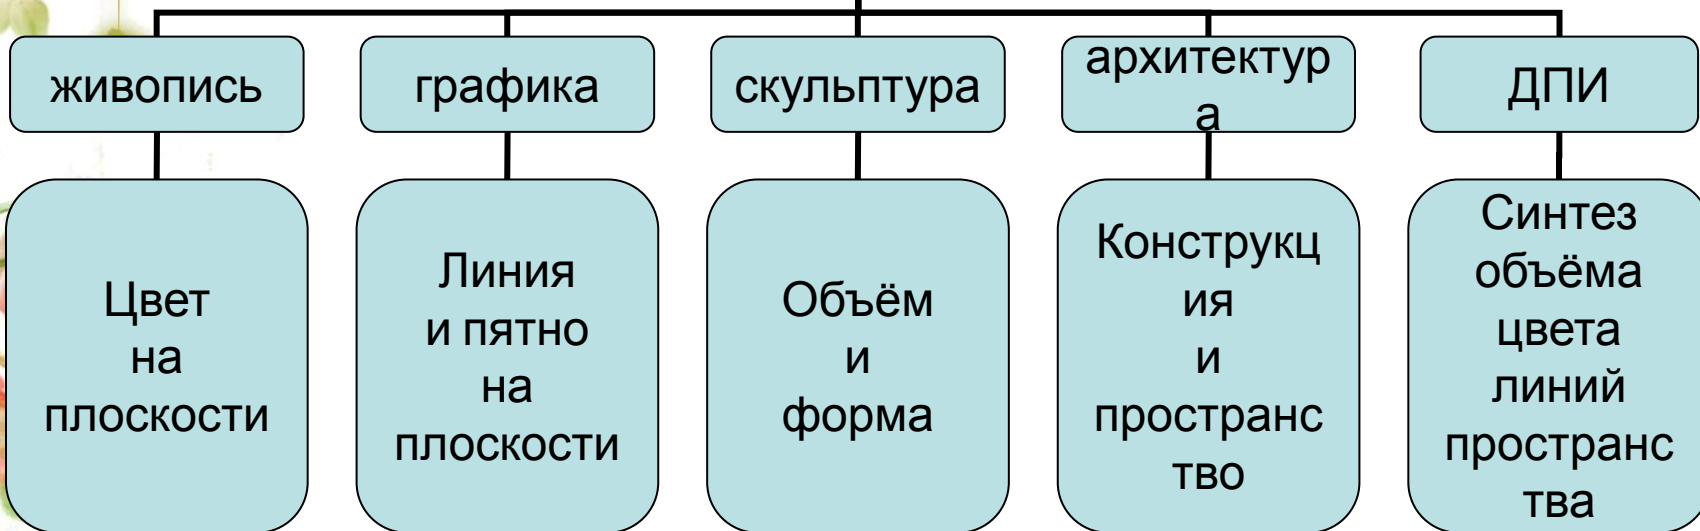 живопись
графика
скульптура
архитектур
а
ДПИ
Цвет
на
плоскости
Линия
и пятно
на
плоскости
Объём
и
форма
Конструкц
ия
и
пространс
тво
Синтез
объёма
цвета
линий
пространс
тва